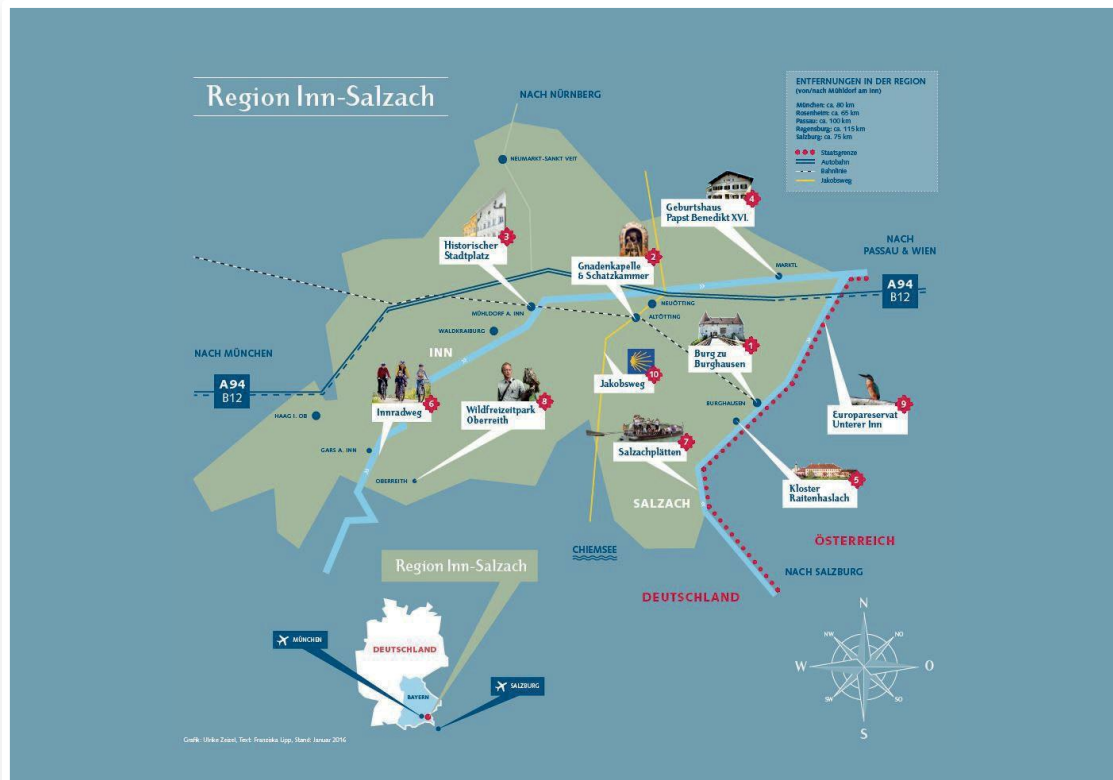 Region Inn-Salzach
NACH NÜRNBERG
ENTFERNUNGEN IN DER REGION
(von/nach Mühldorf am Inn)
München: ca. 80 km
Rosenheim: ca. 65 km
Passau: ca. 100 km
Regensburg: ca. 115 km
Salzburg: ca. 75 km
Staatsgrenze
Autobahn
Bahnlinie
Jakobsweg
NEUMARKT-SANKT VEIT
4
Geburtshaus
Papst Benedikt XVI.
3
Historischer
Stadtplatz
2
Gnadenkapelle
& Schatzkammer
NACH
PASSAU & WIEN
MARKTL
A94
B12
NEUÖTTING
MÜHLDORF A. INN
ALTÖTTING
WALDKRAIBURG
1
Burg zu
Burghausen
NACH MÜNCHEN
INN
A94
B12
10
Jakobsweg
6
Innradweg
8
Wildfreizeitpark
Oberreith
BURGHAUSEN
9
Europareservat
Unterer Inn
HAAG I. OB
7
Salzachplätten
GARS A. INN
5
Kloster
Raitenhaslach
OBERREITH
SALZACH
ÖSTERREICH
CHIEMSEE
Region Inn-Salzach
NACH SALZBURG
DEUTSCHLAND
MÜNCHEN
DEUTSCHLAND
SALZBURG
BAYERN
N
NW
NO
W
O
SW
SO
S
Grafik: Ulrike Zeisel, Text: Franziska Lipp, Stand: Januar 2016